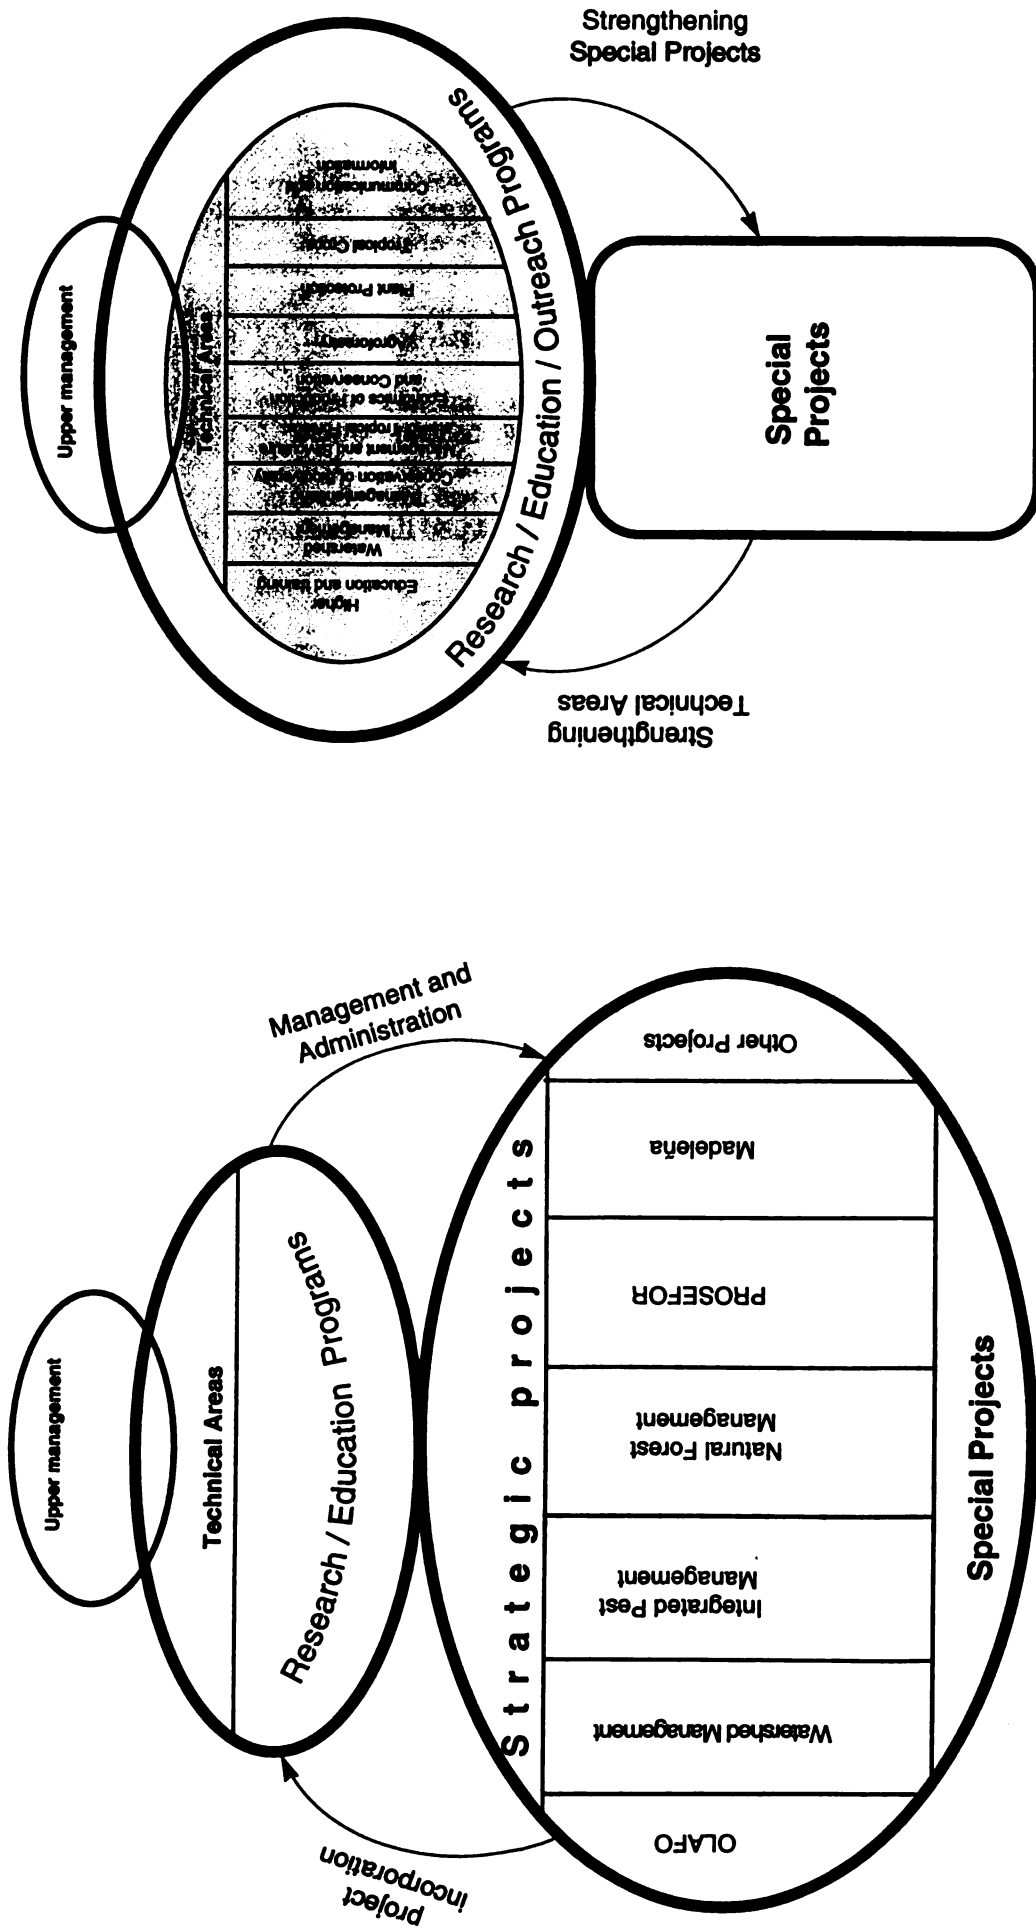 Upper management
Technical Areas
Research / Education Programs
Management and
Administration
project
incorporation
Strategic projects
OLAFO
Watershed Management
Integrated Pest
Management
Natural Forest
Management
PROSEFOR
Madeleña
Other Projects
Special Projects
Upper management
Technical Areas
Higher
Education and training
Watershed
Management
Management and
Conservation of Biodiversity
Management and Silviculture
Economics of Production
and Conservation
Agroforestry
Plant Protection
Tropical Crops
Communication and
Information
Research / Education / Outreach Programs
Strengthening
Special Projects
Strengthening
Technical Areas
Special
Projects